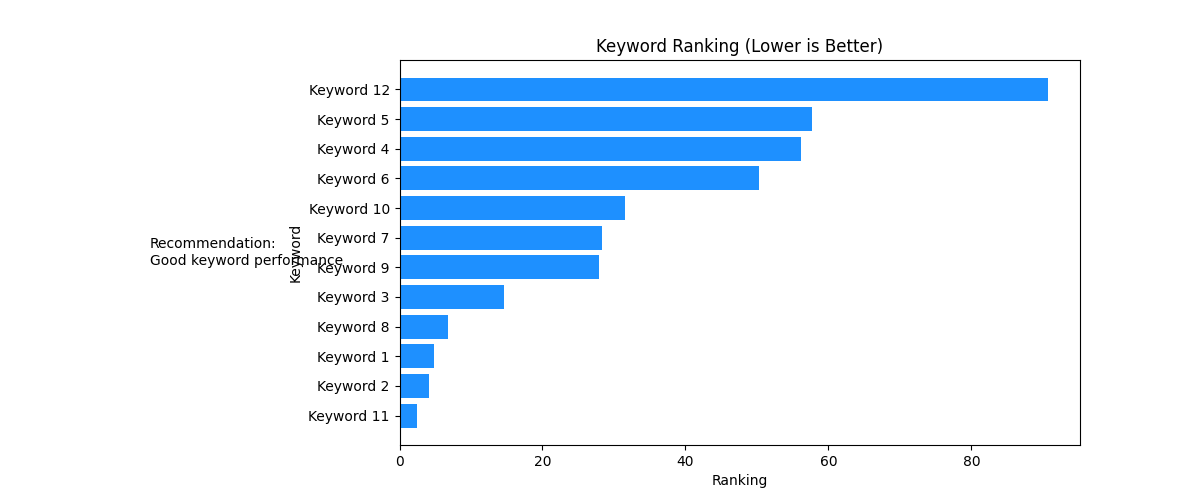 Keyword Ranking (Lower is Better)
Keyword 12
Keyword 5
Keyword 4
Keyword 6
Keyword 10
Keyword 7
Keyword 9
Keyword 3
Keyword 8
Keyword 1
Keyword 2
Keyword 11
Keyword
Recommendation:
Good keyword performance
0 20 40 60 80
Ranking